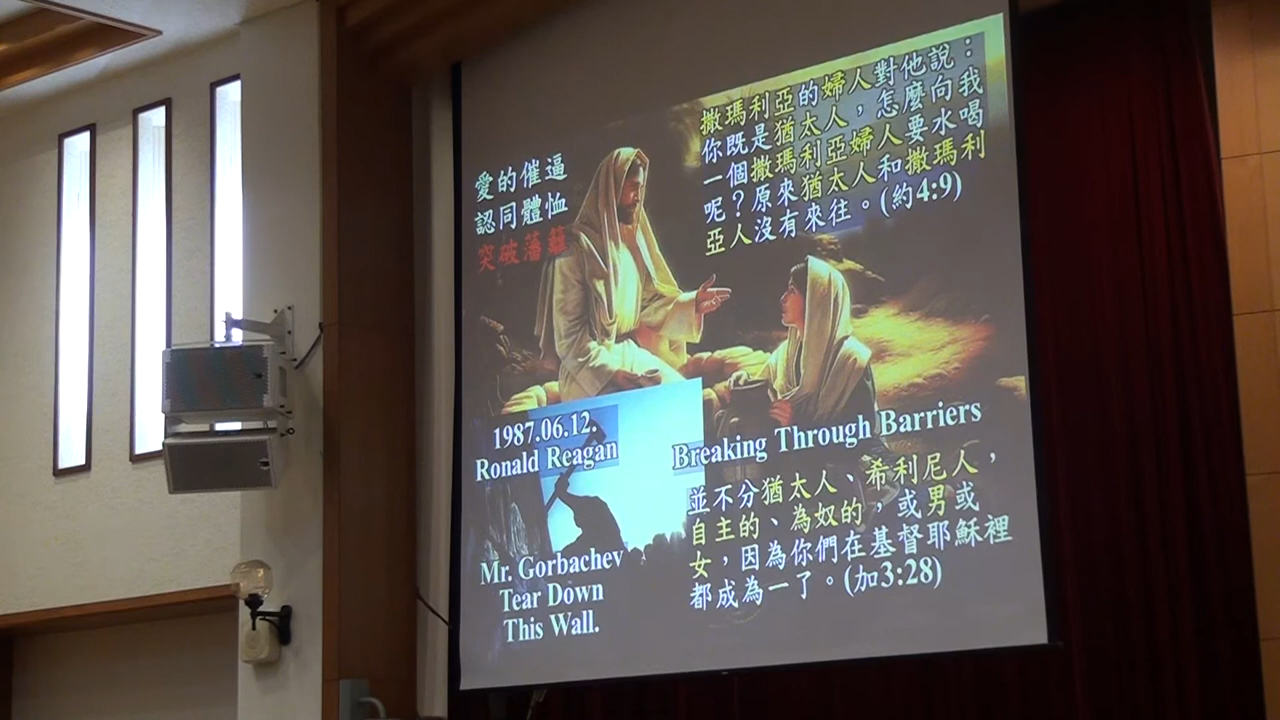 愛的催逼
認同體恤
突破藩籬
撒瑪利亞的婦人對他說：
你既是猶太人，怎麼向我
一個撒瑪利亞婦人要水喝
呢？原來猶太人和撒瑪利
亞人沒有來往。(約4:9)
1987.06.12.
Ronald Reagan
Mr. Gorbachev
Tear Down
This Wall.
Breaking Through Barriers
並不分猶太人、希利尼人，
自主的、為奴的，或男或
女，因為你們在基督耶穌裡
都成為一了。(加3:28)